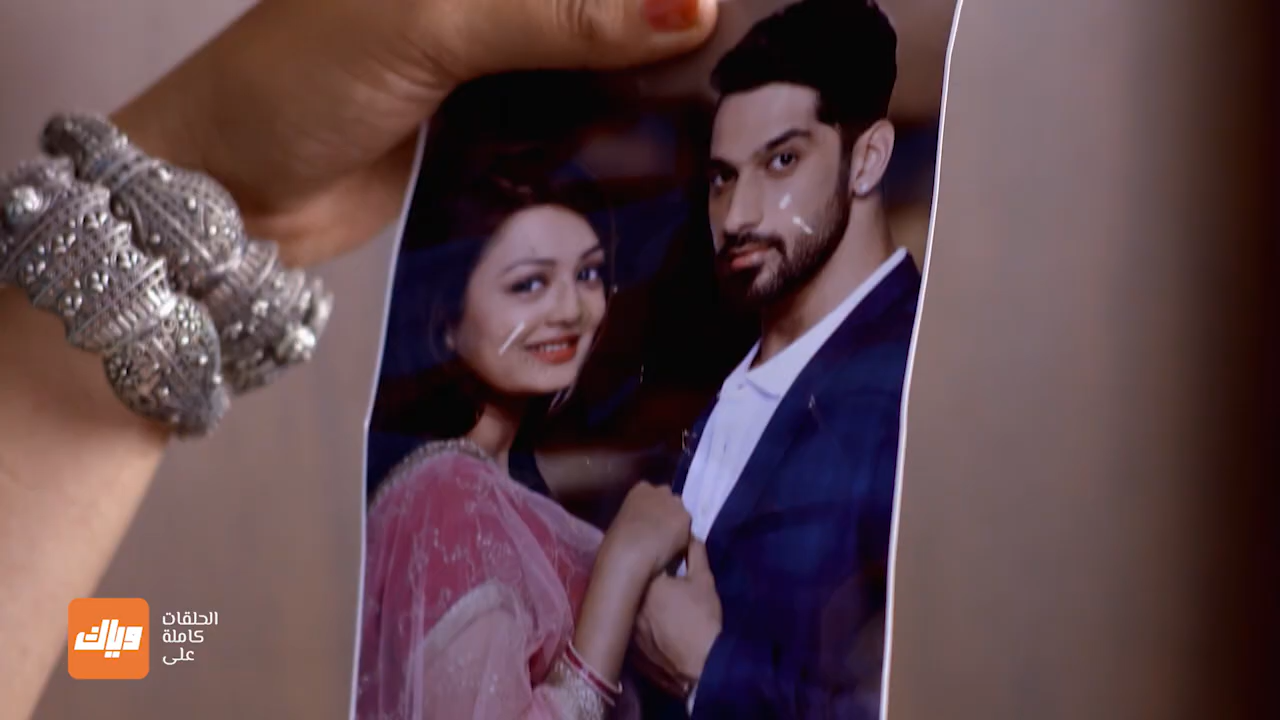 وياك
الحلقات
كاملة
على